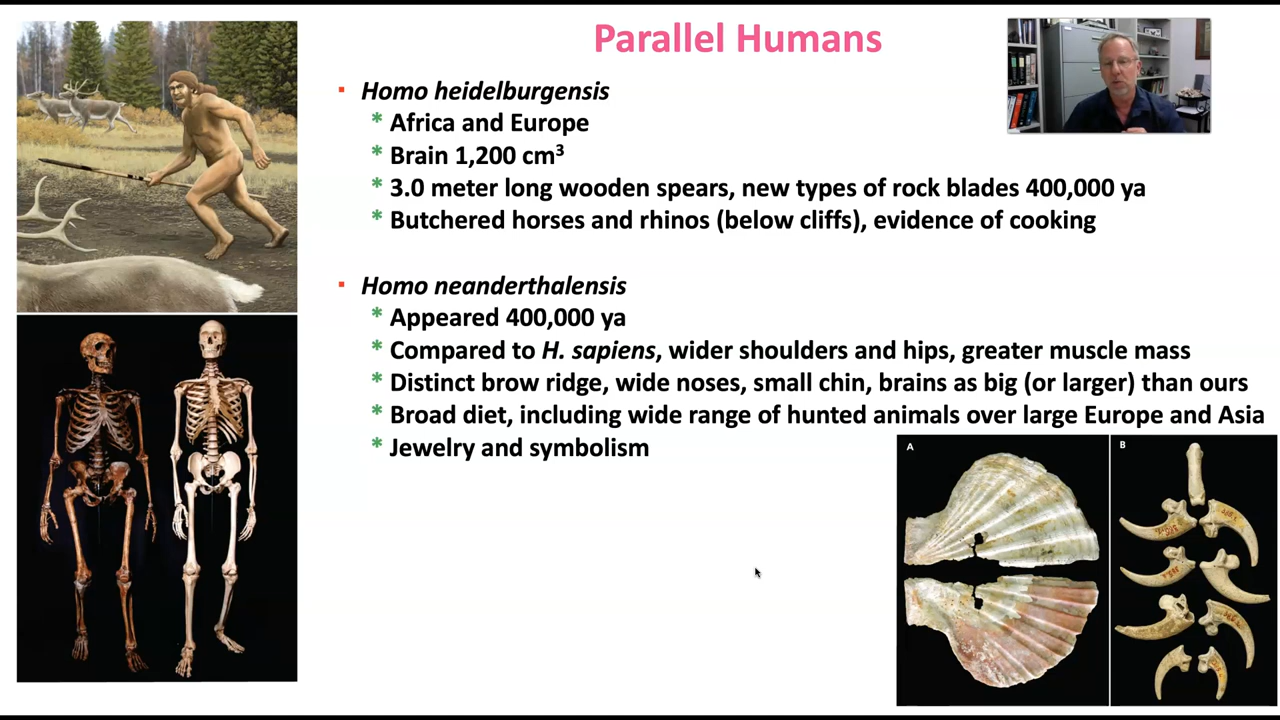 Parallel Humans
▪ Homo heidelburgensis
* Africa and Europe
* Brain 1,200 cm³
* 3.0 meter long wooden spears, new types of rock blades 400,000 ya
* Butchered horses and rhinos (below cliffs), evidence of cooking
▪ Homo neanderthalensis
* Appeared 400,000 ya
* Compared to H. sapiens, wider shoulders and hips, greater muscle mass
* Distinct brow ridge, wide noses, small chin, brains as big (or larger) than ours
* Broad diet, including wide range of hunted animals over large Europe and Asia
* Jewelry and symbolism
A
B